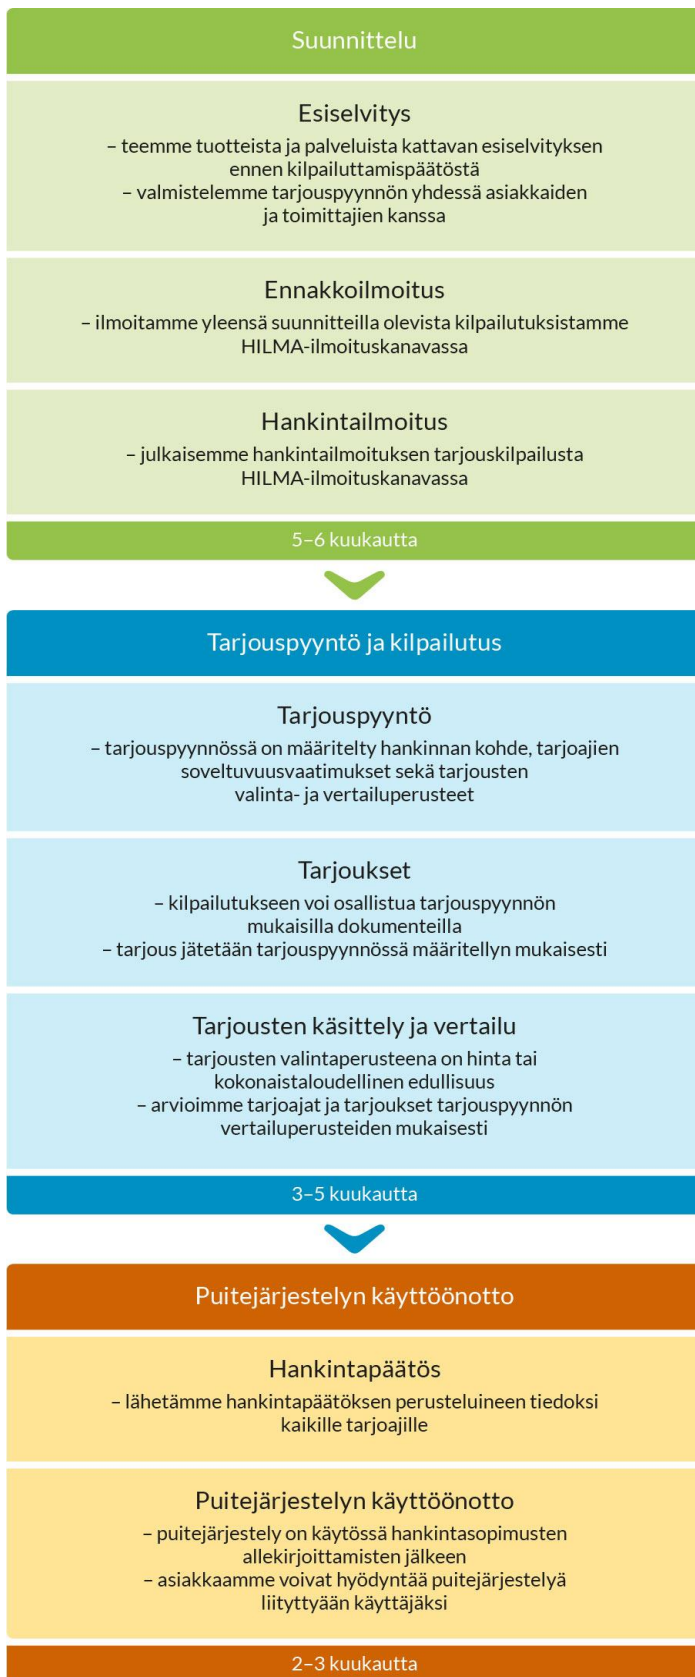 Suunnittelu
Esiselvitys
– teemme tuotteista ja palveluista kattavan esiselvityksen
ennen kilpailuttamispäätöstä
– valmistelemme tarjouspyynnön yhdessä asiakkaiden
ja toimittajien kanssa
Ennakkoilmoitus
– ilmoitamme yleensä suunnitteilla olevista kilpailutuksistamme
HILMA-ilmoituskanavassa
Hankintailmoitus
– julkaisemme hankintailmoituksen tarjouskilpailusta
HILMA-ilmoituskanavassa
5–6 kuukautta
Tarjouspyyntö ja kilpailutus
Tarjouspyyntö
– tarjouspyynnössä on määritelty hankinnan kohde, tarjoajien
soveltuvuusvaatimukset sekä tarjousten
valinta- ja vertailuperusteet
Tarjoukset
– kilpailutukseen voi osallistua tarjouspyynnön
mukaisilla dokumenteilla
– tarjous jätetään tarjouspyynnössä määritellyn mukaisesti
Tarjousten käsittely ja vertailu
– tarjousten valintaperusteena on hinta tai
kokonaistaloudellinen edullisuus
– arvioimme tarjoajat ja tarjoukset tarjouspyynnön
vertailuperusteiden mukaisesti
3–5 kuukautta
Puitejärjestelyn käyttöönotto
Hankintapäätös
– lähetämme hankintapäätöksen perusteluineen tiedoksi
kaikille tarjoajille
Puitejärjestelyn käyttöönotto
– puitejärjestely on käytössä hankintasopimusten
allekirjoittamisten jälkeen
– asiakkaamme voivat hyödyntää puitejärjestelyä
liityttyään käyttäjäksi
2–3 kuukautta